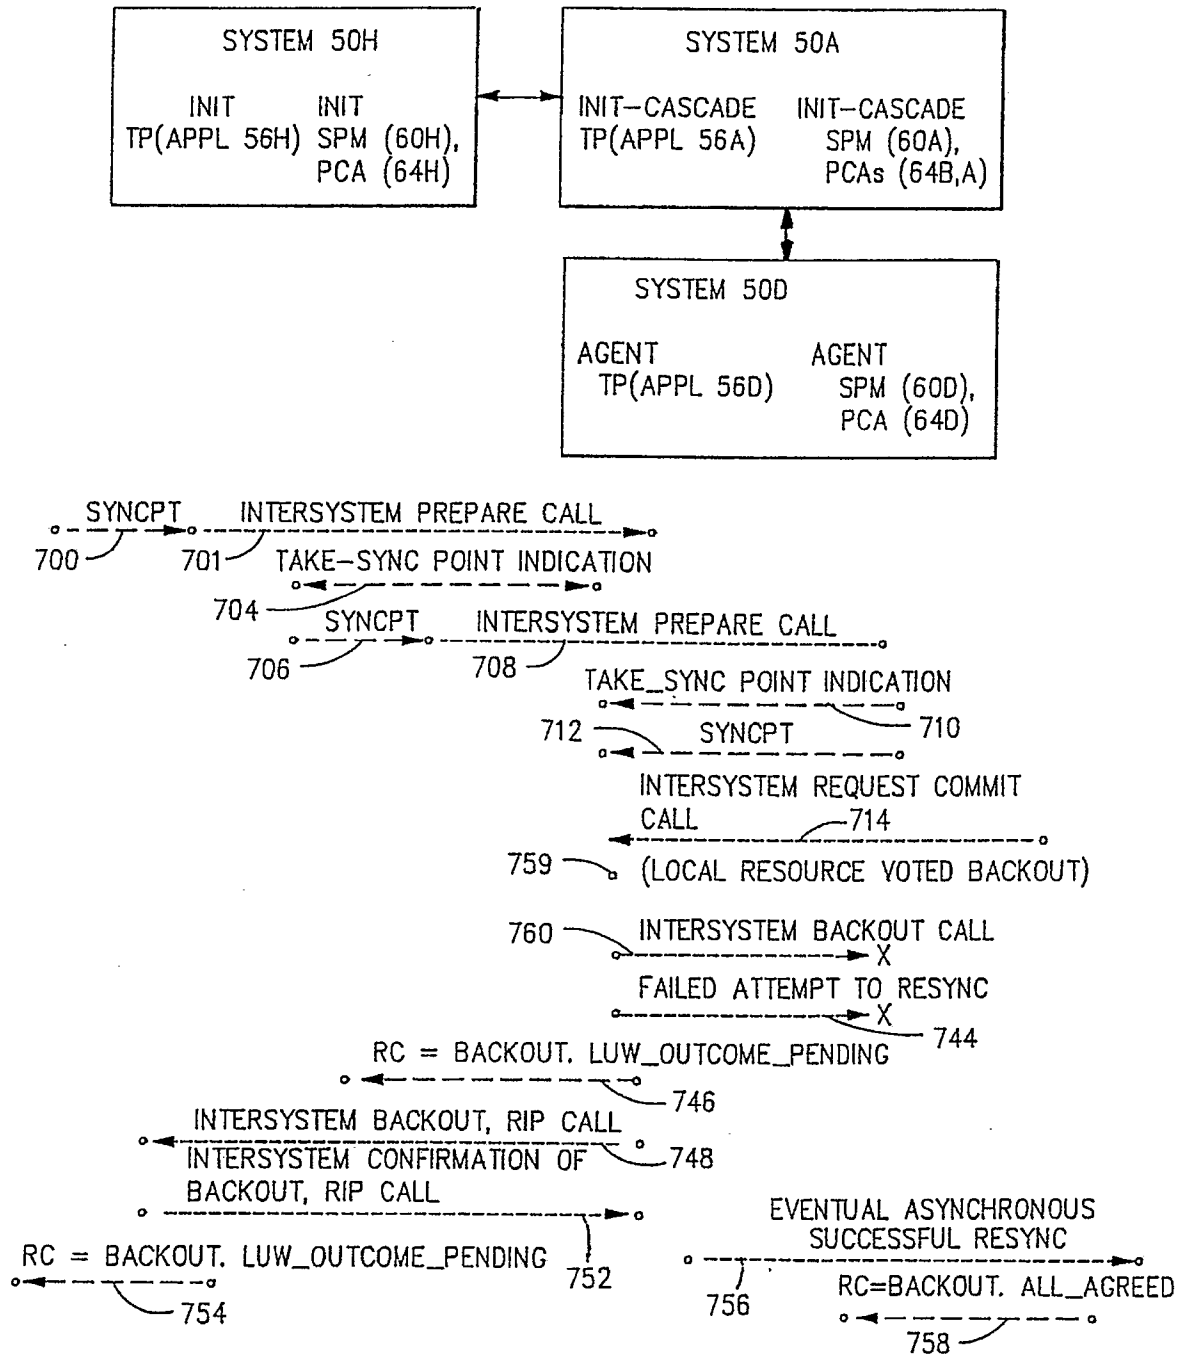 SYSTEM 50H
INIT INIT
TP(APPL 56H) SPM (60H),
PCA (64H)
SYSTEM 50A
INIT-CASCADE INIT-CASCADE
TP(APPL 56A) SPM (60A),
PCAs (64B,A)
SYSTEM 50D
AGENT AGENT
TP(APPL 56D) SPM (60D),
PCA (64D)
SYNCPT INTERSYSTEM PREPARE CALL
700 701
TAKE-SYNC POINT INDICATION
704
SYNCPT INTERSYSTEM PREPARE CALL
706 708
TAKE_SYNC POINT INDICATION
710
712 SYNCPT
INTERSYSTEM REQUEST COMMIT
CALL 714
759 (LOCAL RESOURCE VOTED BACKOUT)
760 INTERSYSTEM BACKOUT CALL
X
FAILED ATTEMPT TO RESYNC
X
744
RC = BACKOUT. LUW_OUTCOME_PENDING
746
INTERSYSTEM BACKOUT, RIP CALL
748
INTERSYSTEM CONFIRMATION OF
BACKOUT, RIP CALL
752
RC = BACKOUT. LUW_OUTCOME_PENDING
754
EVENTUAL ASYNCHRONOUS
SUCCESSFUL RESYNC
756
RC=BACKOUT. ALL_AGREED
758